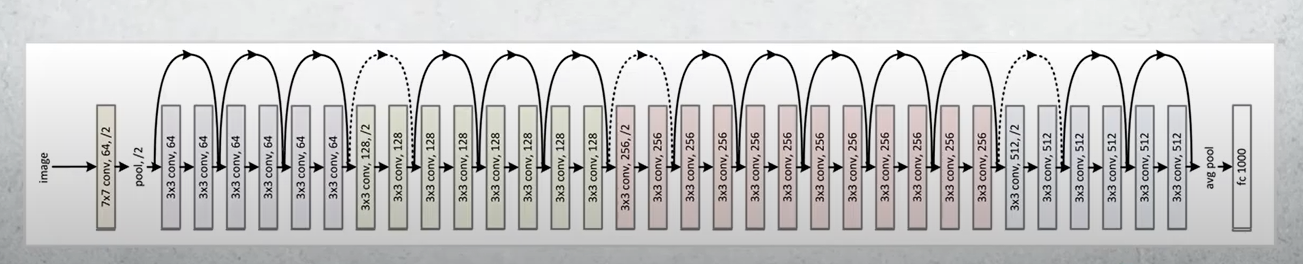 image
7x7 conv, 64, /2
pool, /2
3x3 conv, 64
3x3 conv, 64
3x3 conv, 64
3x3 conv, 64
3x3 conv, 64
3x3 conv, 64
3x3 conv, 128, /2
3x3 conv, 128
3x3 conv, 128
3x3 conv, 128
3x3 conv, 128
3x3 conv, 128
3x3 conv, 128
3x3 conv, 128
3x3 conv, 256, /2
3x3 conv, 256
3x3 conv, 256
3x3 conv, 256
3x3 conv, 256
3x3 conv, 256
3x3 conv, 256
3x3 conv, 256
3x3 conv, 256
3x3 conv, 256
3x3 conv, 256
3x3 conv, 256
3x3 conv, 512, /2
3x3 conv, 512
3x3 conv, 512
3x3 conv, 512
3x3 conv, 512
3x3 conv, 512
avg pool
fc 1000